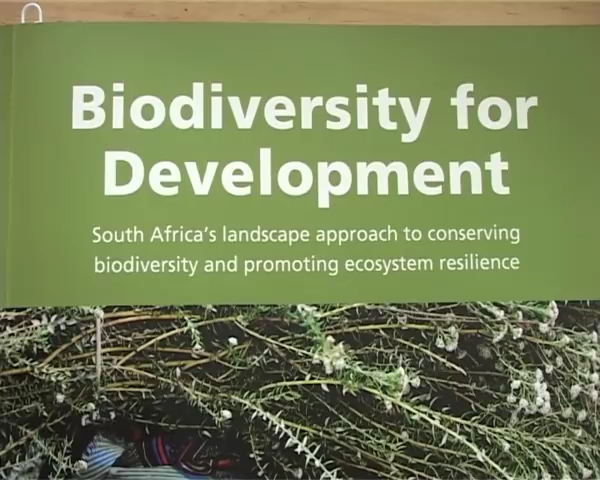 Biodiversity for
Development
South Africa's landscape approach to conserving
biodiversity and promoting ecosystem resilience